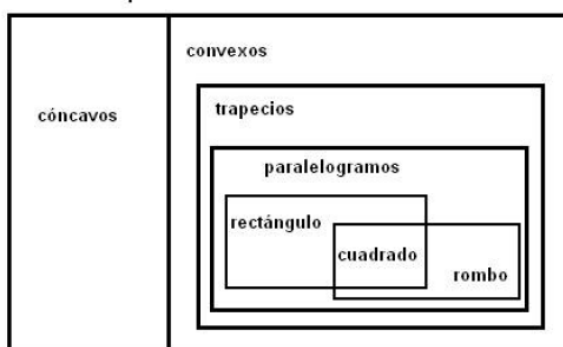 convexos
cóncavos
trapecios
paralelogramos
rectángulo
cuadrado
rombo